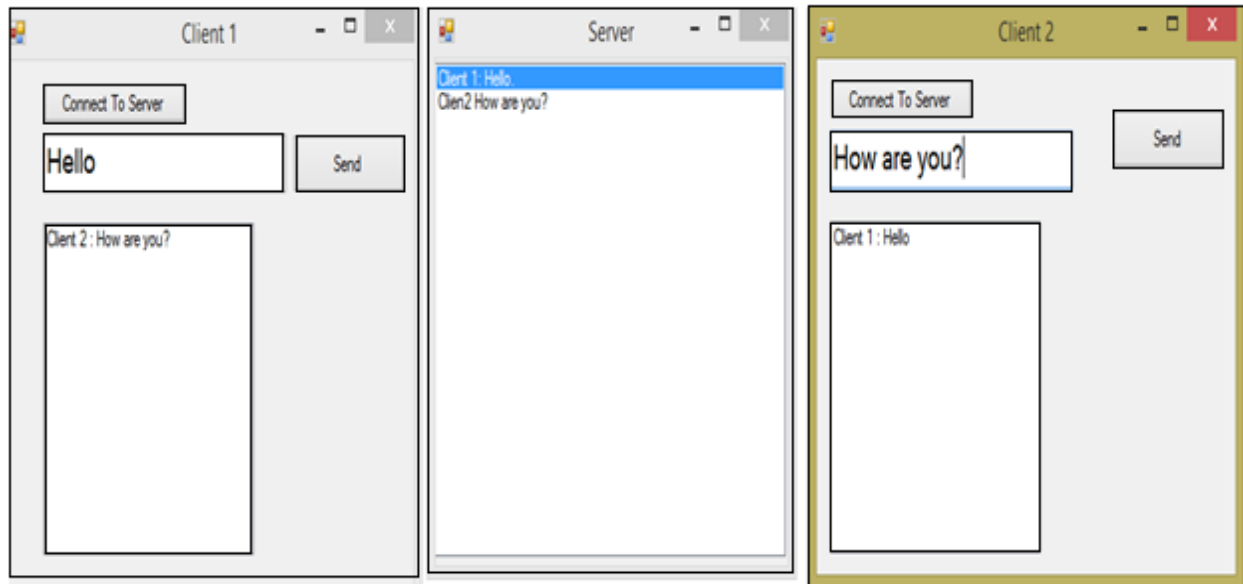 Client 1
Connect To Server
Hello
Send
Client 2 : How are you?
Server
Client 1: Hello.
Clien2 How are you?
Client 2
Connect To Server
How are you?
Send
Client 1 : Hello